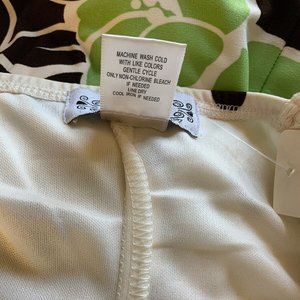 MACHINE WASH COLD
WITH LIKE COLORS
GENTLE CYCLE
ONLY NON-CHLORINE BLEACH
IF NEEDED
LINE DRY
COOL IRON IF NEEDED